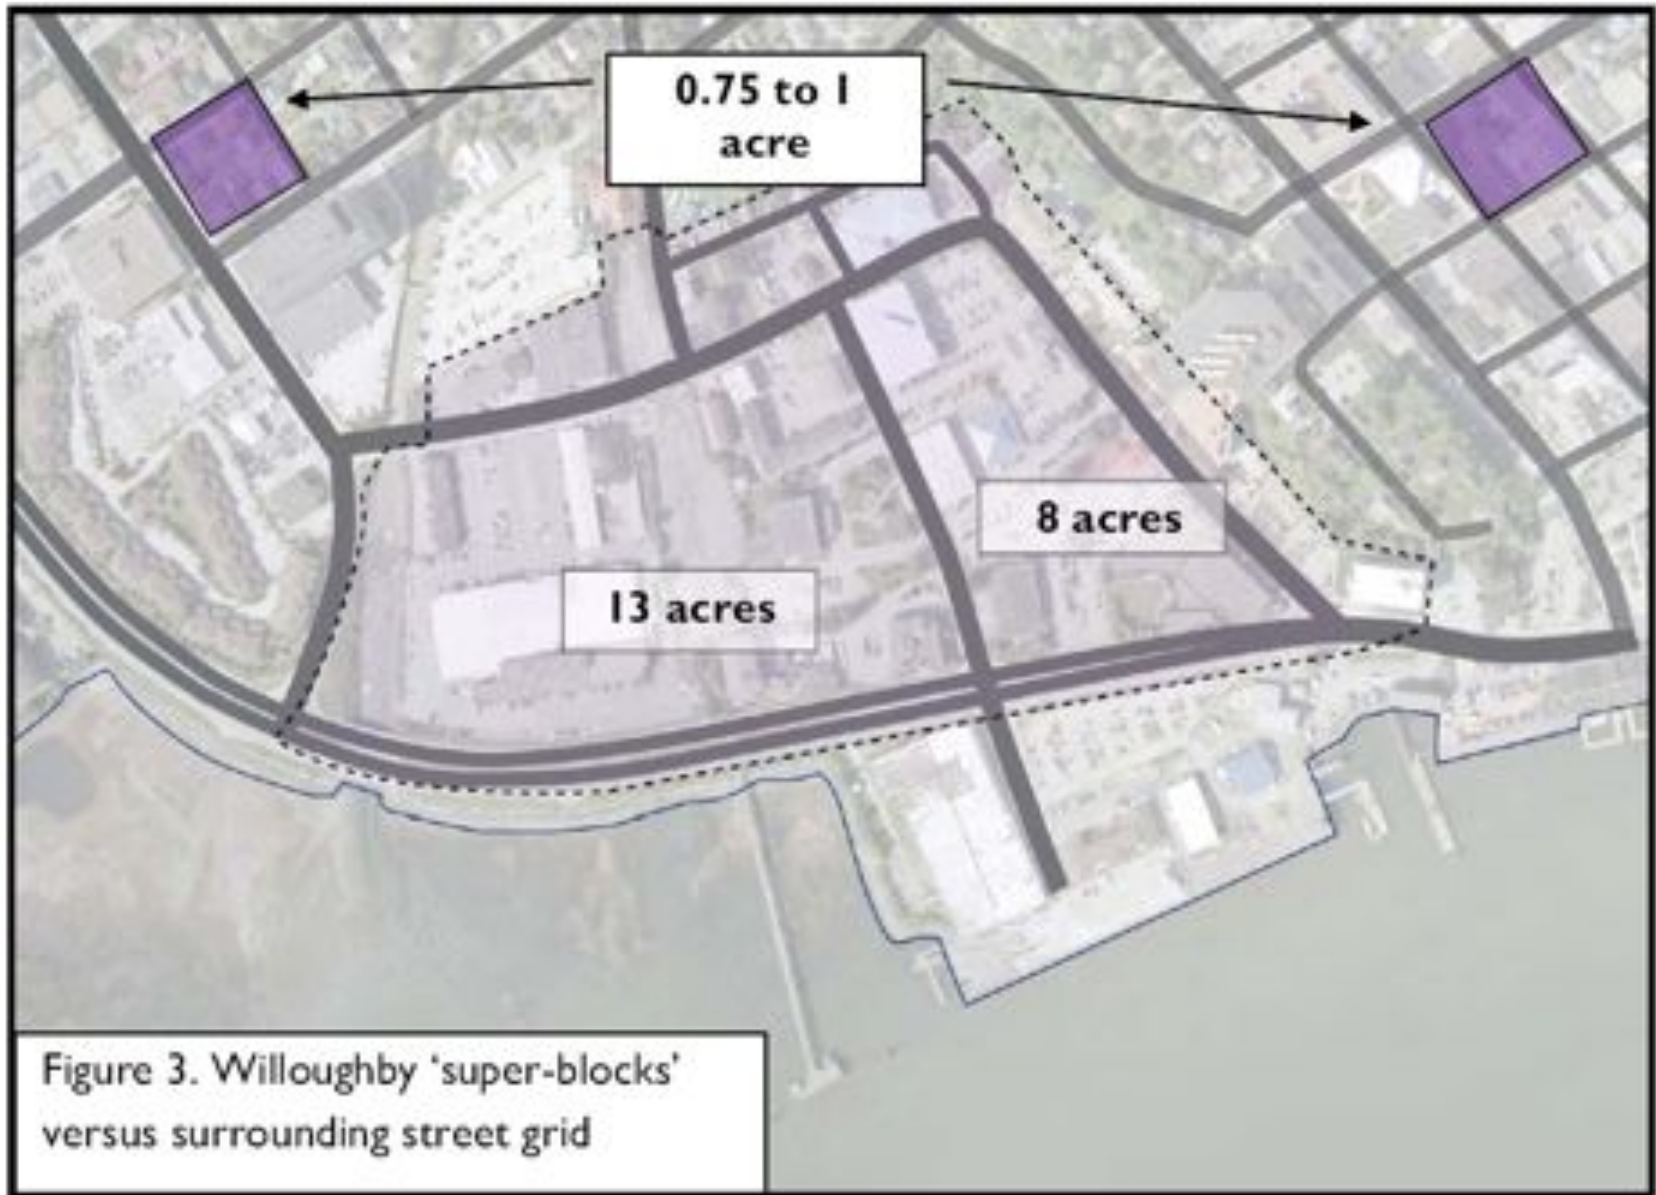 0.75 to 1
acre
8 acres
13 acres
Figure 3. Willoughby ‘super-blocks’
versus surrounding street grid